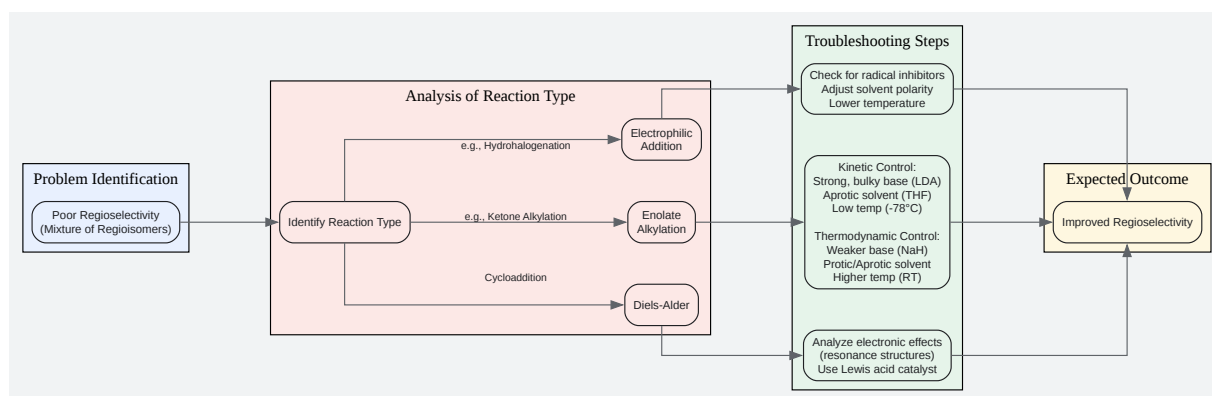 Problem Identification
Poor Regioselectivity
(Mixture of Regioisomers)
Analysis of Reaction Type
Identify Reaction Type
e.g., Hydrohalogenation
e.g., Ketone Alkylation
Cycloaddition
Electrophilic
Addition
Enolate
Alkylation
Diels-Alder
Troubleshooting Steps
Check for radical inhibitors
Adjust solvent polarity
Lower temperature
Kinetic Control:
Strong, bulky base (LDA)
Aprotic solvent (THF)
Low temp (-78°C)
Thermodynamic Control:
Weaker base (NaH)
Protic/Aprotic solvent
Higher temp (RT)
Analyze electronic effects
(resonance structures)
Use Lewis acid catalyst
Expected Outcome
Improved Regioselectivity